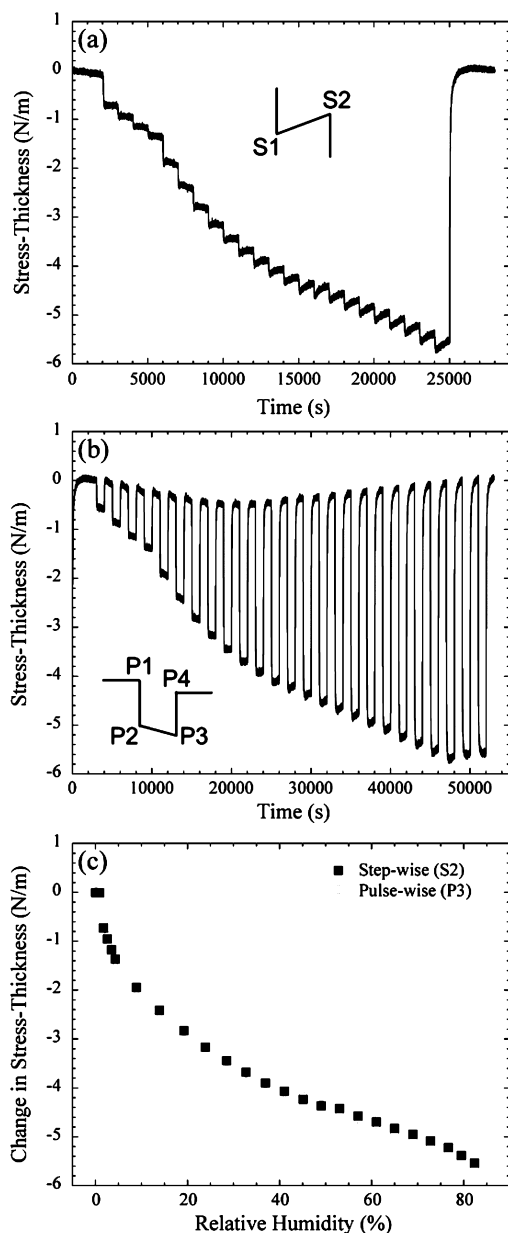 (a)
1
0
-1
-2
-3
-4
-5
-6
Stress-Thickness (N/m)
S2
S1
0 5000 10000 15000 20000 25000
Time (s)
(b)
1
0
-1
-2
-3
-4
-5
-6
Stress-Thickness (N/m)
P1
P4
P2
P3
0 10000 20000 30000 40000 50000
Time (s)
(c)
1
0
-1
-2
-3
-4
-5
-6
Change in Stress-Thickness (N/m)
Step-wise (S2)
Pulse-wise (P3)
0 20 40 60 80
Relative Humidity (%)